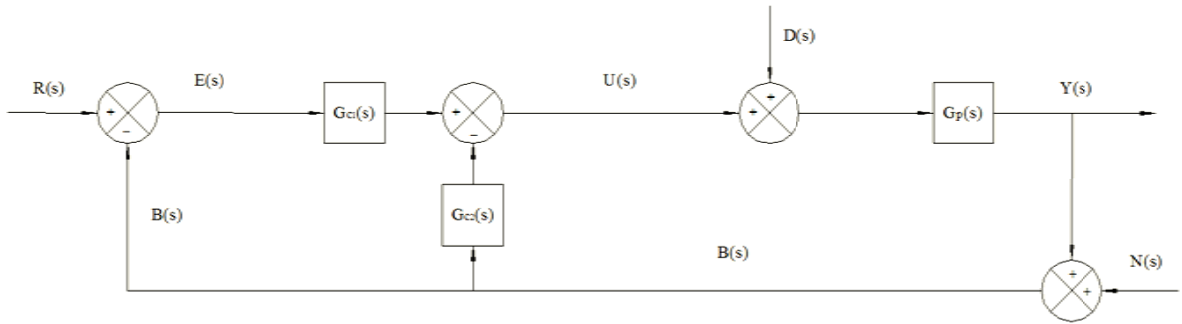 D(s)
R(s)
E(s)
U(s)
Y(s)
+
−
Gc1(s)
+
−
+
+
Gp(s)
Gc2(s)
B(s)
B(s)
N(s)
+
+